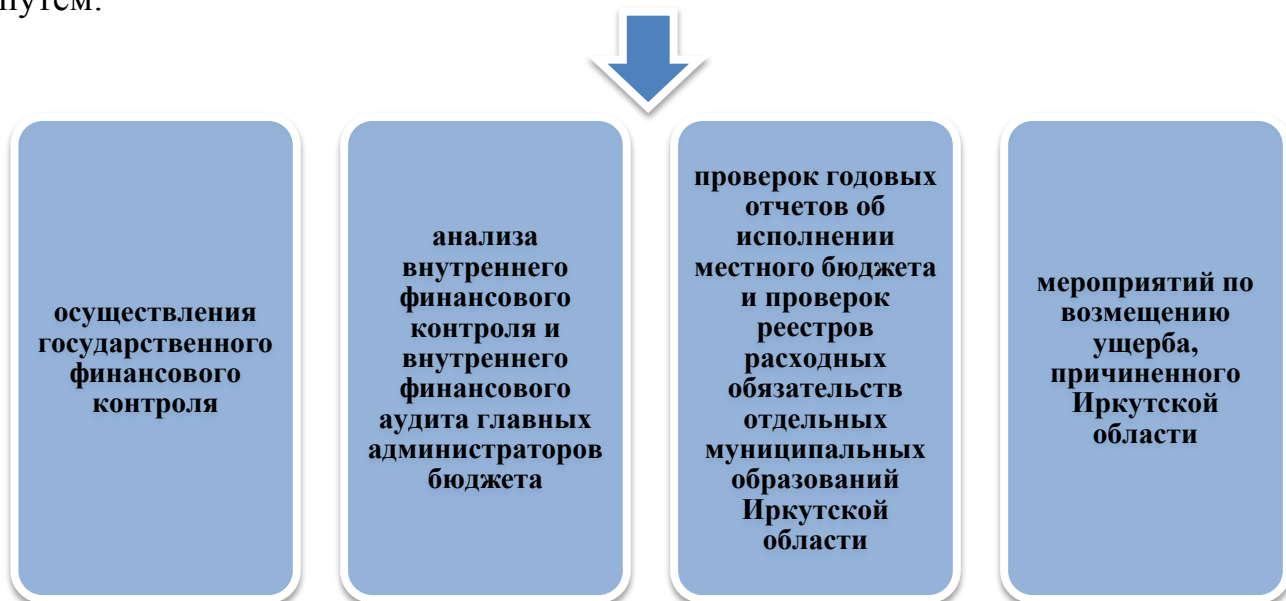 путем:
осуществления
государственного
финансового
контроля
анализа
внутреннего
финансового
контроля и
внутреннего
финансового
аудита главных
администраторов
бюджета
проверок годовых
отчетов об
исполнении
местного бюджета
и проверок
реестров
расходных
обязательств
отдельных
муниципальных
образований
Иркутской
области
мероприятий по
возмещению
ущерба,
причиненного
Иркутской
области